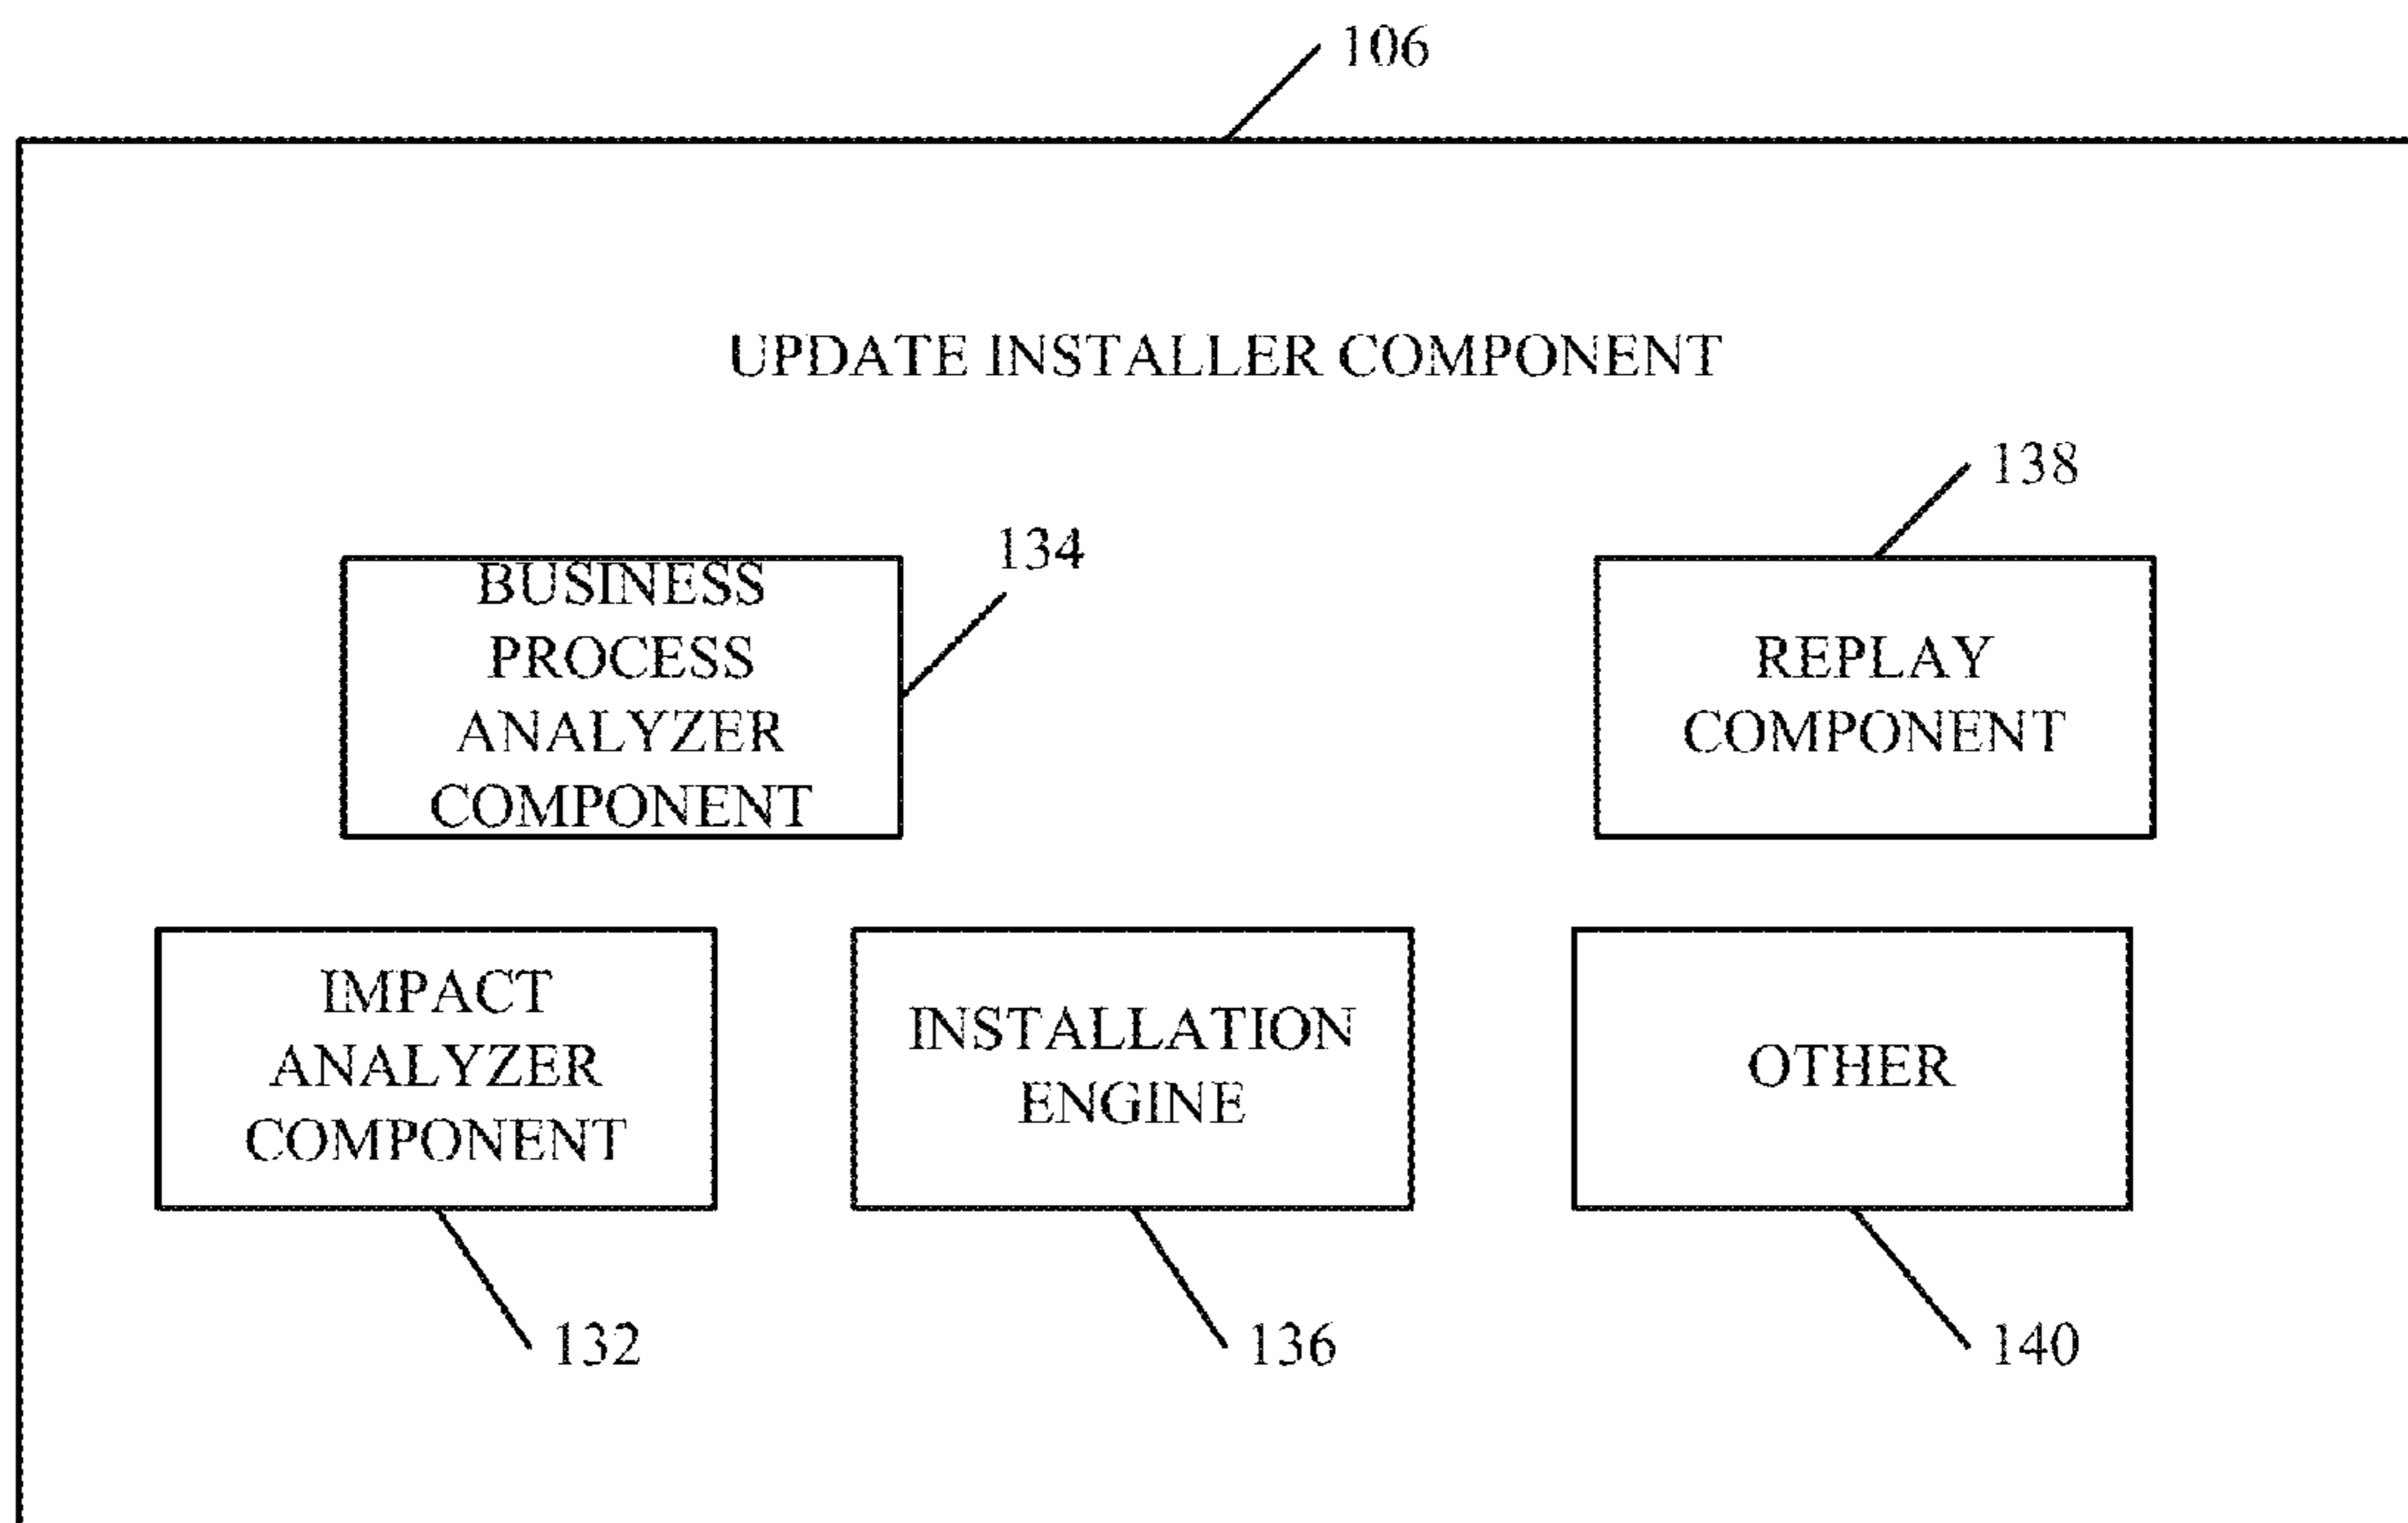 106
UPDATE INSTALLER COMPONENT
138
134
BUSINESS
PROCESS
ANALYZER
COMPONENT
REPLAY
COMPONENT
IMPACT
ANALYZER
COMPONENT
INSTALLATION
ENGINE
OTHER
132
136
140